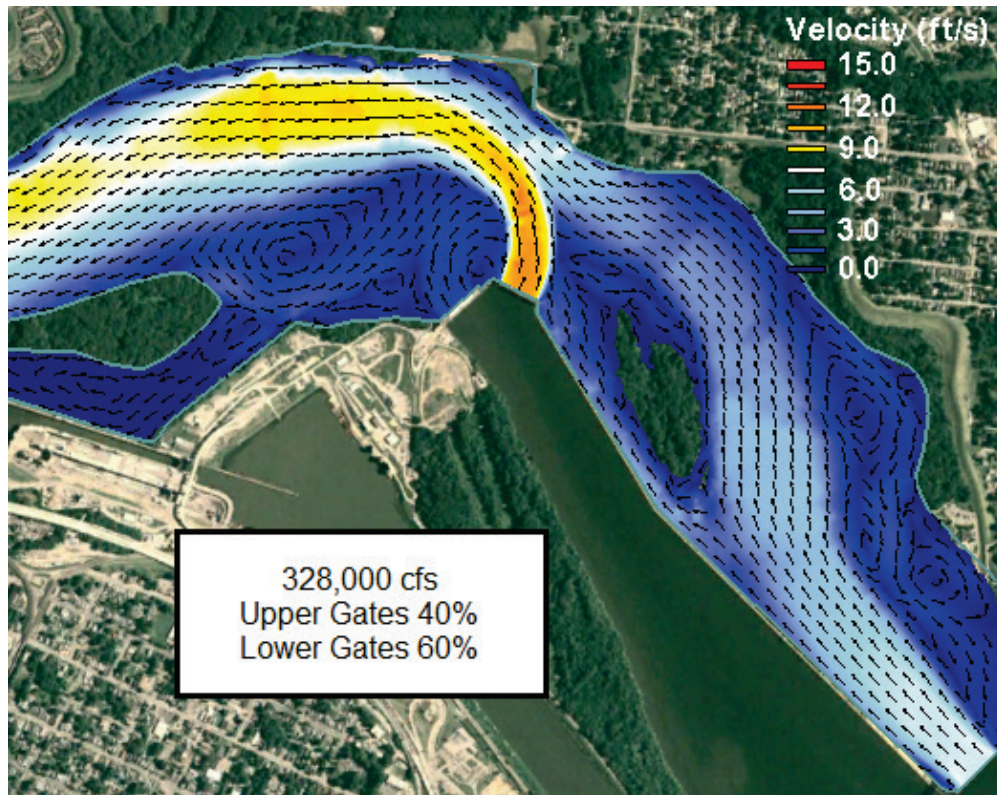 Velocity (ft/s)
15.0
12.0
9.0
6.0
3.0
0.0
328,000 cfs
Upper Gates 40%
Lower Gates 60%